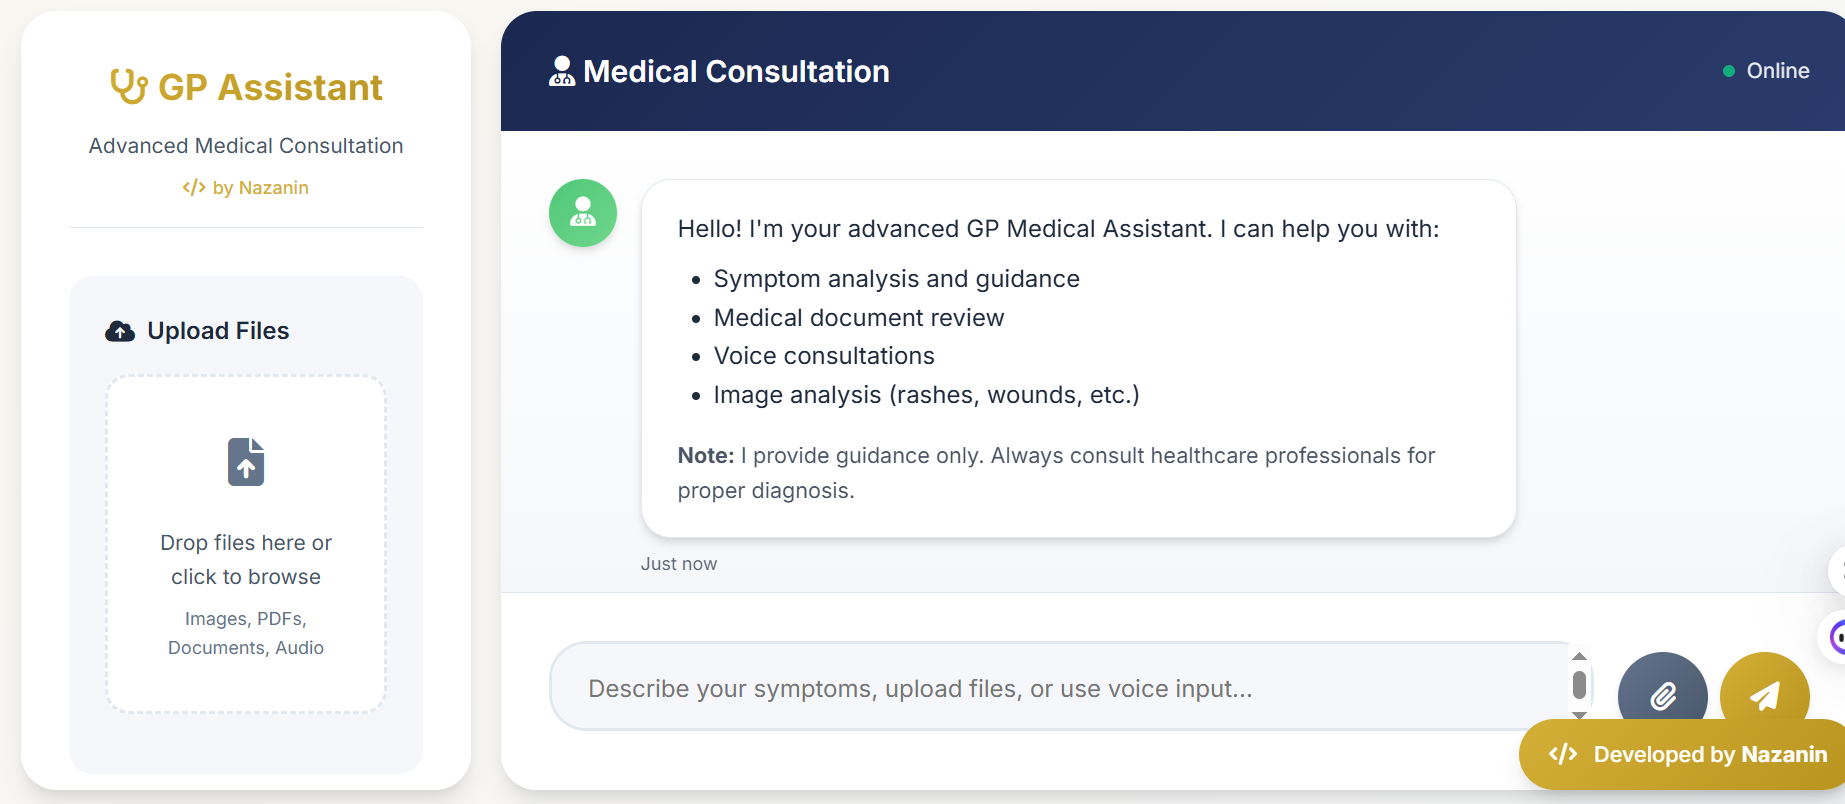 GP Assistant
Advanced Medical Consultation
</> by Nazanin
Upload Files
Drop files here or
click to browse
Images, PDFs,
Documents, Audio
Medical Consultation
Online
Hello! I'm your advanced GP Medical Assistant. I can help you with:
• Symptom analysis and guidance
• Medical document review
• Voice consultations
• Image analysis (rashes, wounds, etc.)
Note: I provide guidance only. Always consult healthcare professionals for
proper diagnosis.
Just now
Describe your symptoms, upload files, or use voice input...
</> Developed by Nazanin